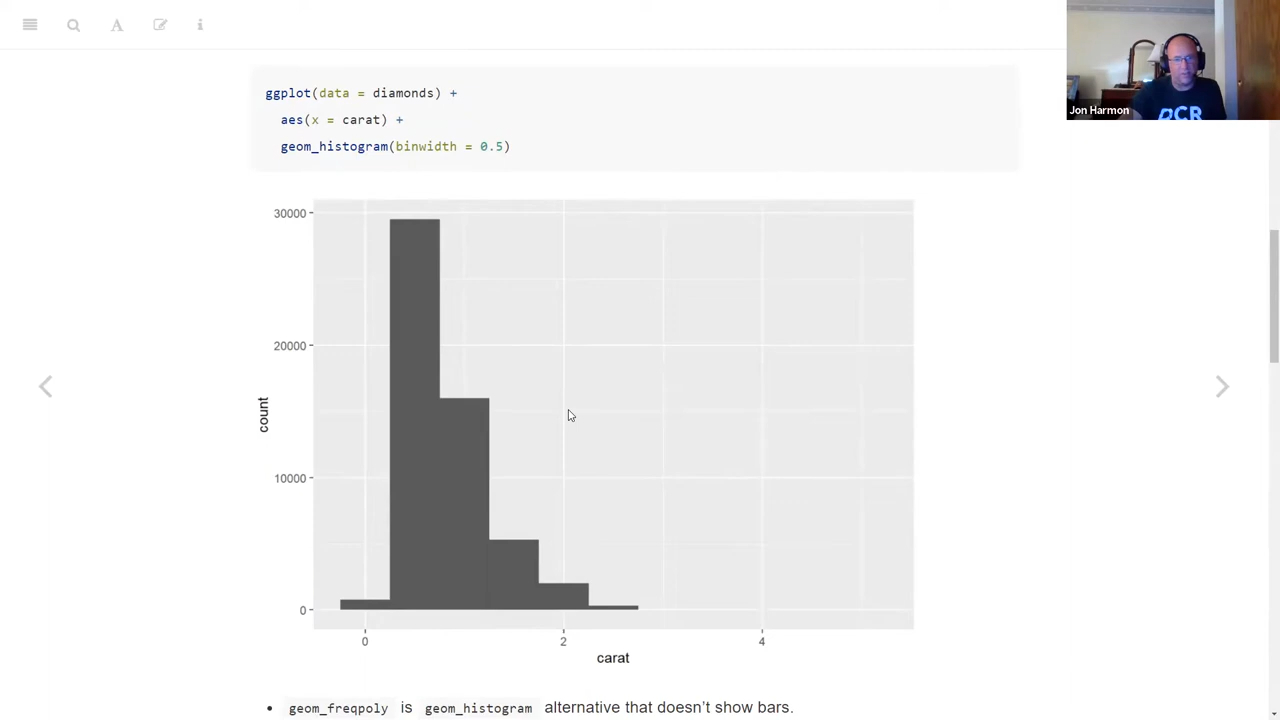 ggplot(data = diamonds) +
aes(x = carat) +
geom_histogram(binwidth = 0.5)
Jon Harmon
DCR
30000
20000
10000
0
count
0 2 4
carat
• geom_freqpoly is geom_histogram alternative that doesn't show bars.